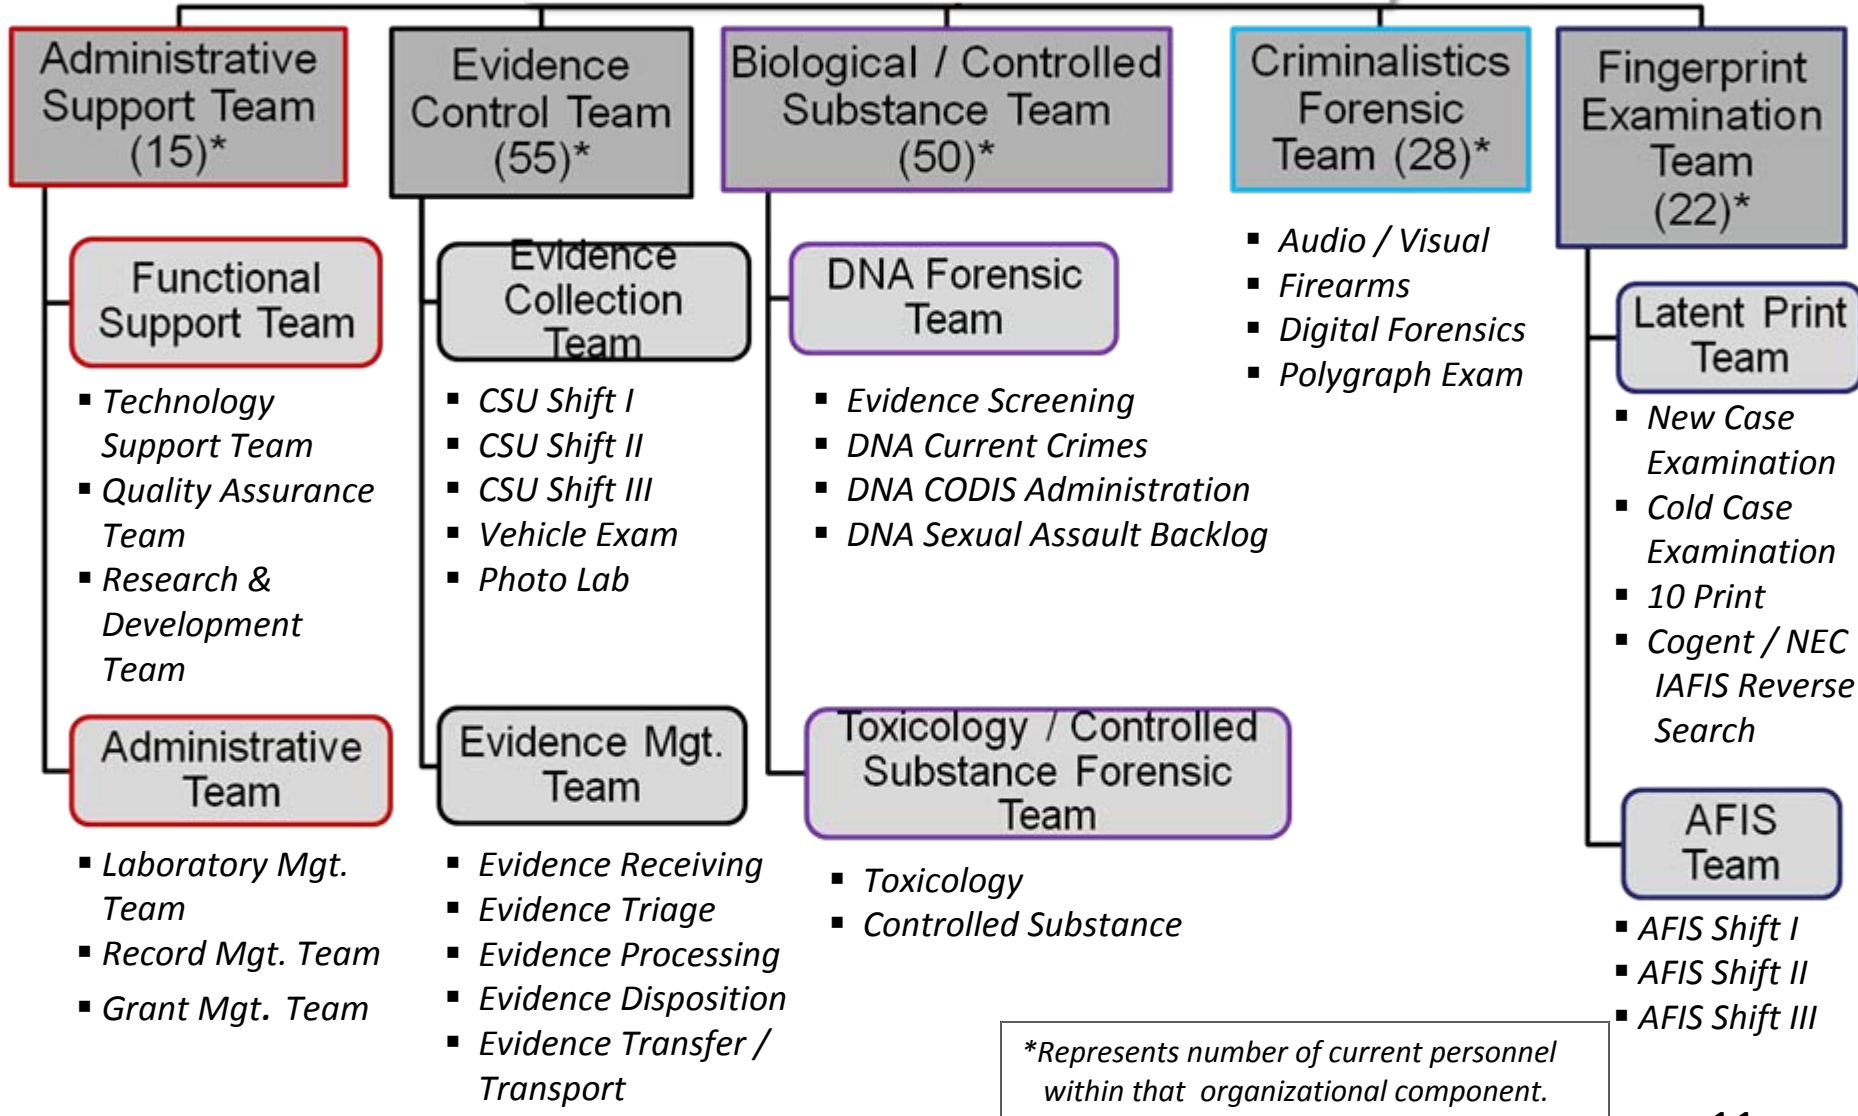 Administrative
Support Team
(15)*
Functional
Support Team
▪ Technology
Support Team
▪ Quality Assurance
Team
▪ Research &
Development
Team
Administrative
Team
▪ Laboratory Mgt.
Team
▪ Record Mgt. Team
▪ Grant Mgt. Team
Evidence
Control Team
(55)*
Evidence
Collection
Team
▪ CSU Shift I
▪ CSU Shift II
▪ CSU Shift III
▪ Vehicle Exam
▪ Photo Lab
Evidence Mgt.
Team
▪ Evidence Receiving
▪ Evidence Triage
▪ Evidence Processing
▪ Evidence Disposition
▪ Evidence Transfer /
Transport
Biological / Controlled
Substance Team
(50)*
DNA Forensic
Team
▪ Evidence Screening
▪ DNA Current Crimes
▪ DNA CODIS Administration
▪ DNA Sexual Assault Backlog
Toxicology / Controlled
Substance Forensic
Team
▪ Toxicology
▪ Controlled Substance
Criminalistics
Forensic
Team (28)*
▪ Audio / Visual
▪ Firearms
▪ Digital Forensics
▪ Polygraph Exam
Fingerprint
Examination
Team
(22)*
Latent Print
Team
▪ New Case
Examination
▪ Cold Case
Examination
▪ 10 Print
▪ Cogent / NEC
IAFIS Reverse
Search
AFIS
Team
▪ AFIS Shift I
▪ AFIS Shift II
▪ AFIS Shift III
*Represents number of current personnel
within that organizational component.